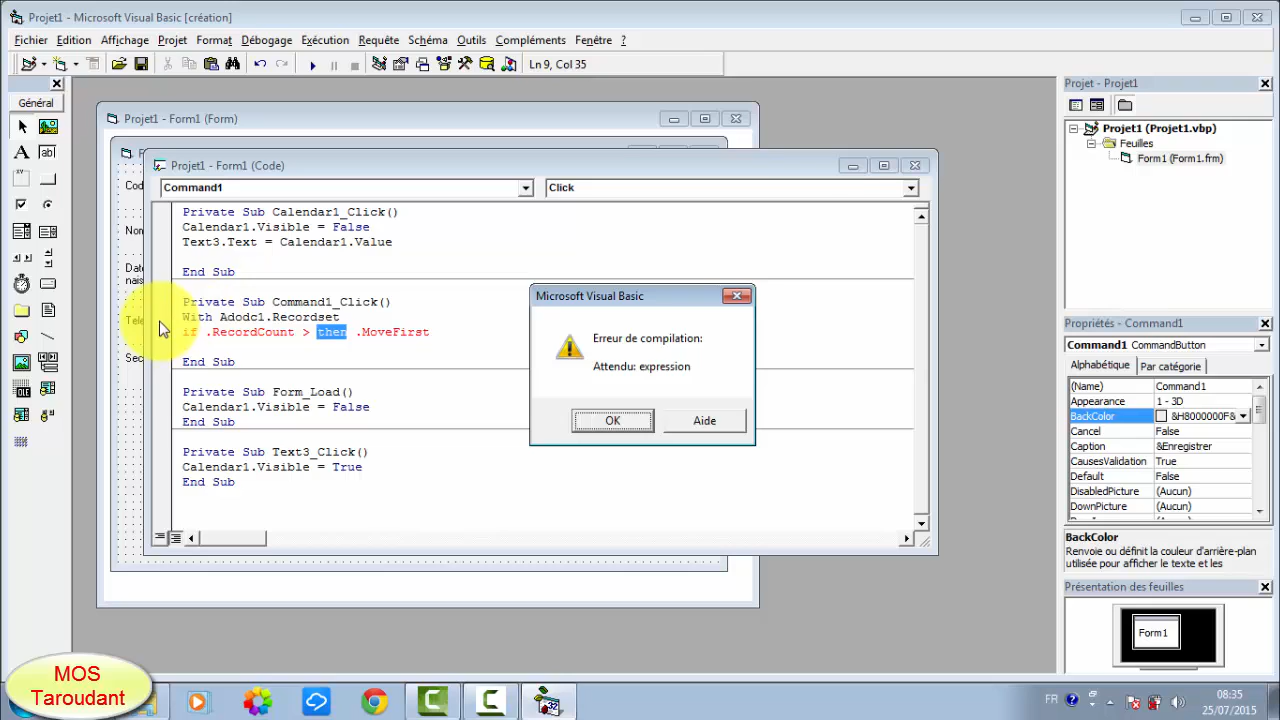 Projet1 - Microsoft Visual Basic [création]
Fichier Edition Affichage Projet Format Débogage Exécution Requête Schéma Outils Compléments Fenêtre ?
Ln 9, Col 35
Général
Projet1 - Form1 (Form)
Projet1 - Form1 (Code)
Command1
Click
Cod
Nom
Date
nais
Tele
Sec
Private Sub Calendar1_Click()
Calendar1.Visible = False
Text3.Text = Calendar1.Value
End Sub
Private Sub Command1_Click()
With Adodc1.Recordset
if .RecordCount > then .MoveFirst
End Sub
Private Sub Form_Load()
Calendar1.Visible = False
End Sub
Private Sub Text3_Click()
Calendar1.Visible = True
End Sub
Microsoft Visual Basic
Erreur de compilation:
Attendu: expression
OK
Aide
Projet - Projet1
Projet1 (Projet1.vbp)
Feuilles
Form1 (Form1.frm)
Propriétés - Command1
Command1 CommandButton
Alphabétique Par catégorie
(Name) Command1
Appearance 1 - 3D
BackColor &H8000000F&
Cancel False
Caption &Enregistrer
CausesValidation True
Default False
DisabledPicture (Aucun)
DownPicture (Aucun)
BackColor
Renvoie ou définit la couleur d'arrière-plan
utilisée pour afficher le texte et les
Présentation des feuilles
Form1
MOS
Taroudant
FR
08:35
25/07/2015